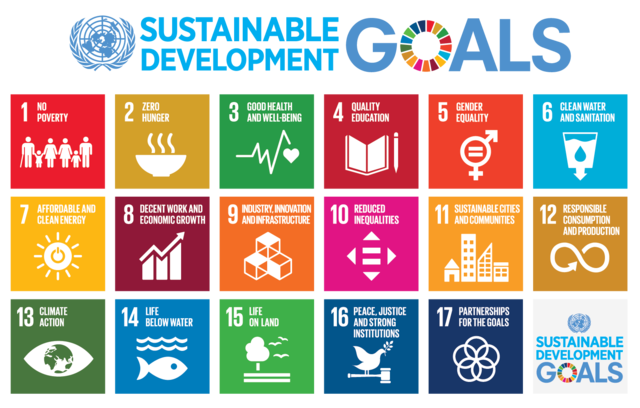 SUSTAINABLE
DEVELOPMENT
GOALS
1 NO
POVERTY
2 ZERO
HUNGER
3 GOOD HEALTH
AND WELL-BEING
4 QUALITY
EDUCATION
5 GENDER
EQUALITY
6 CLEAN WATER
AND SANITATION
7 AFFORDABLE AND
CLEAN ENERGY
8 DECENT WORK AND
ECONOMIC GROWTH
9 INDUSTRY, INNOVATION
AND INFRASTRUCTURE
10 REDUCED
INEQUALITIES
11 SUSTAINABLE CITIES
AND COMMUNITIES
12 RESPONSIBLE
CONSUMPTION
AND PRODUCTION
13 CLIMATE
ACTION
14 LIFE
BELOW WATER
15 LIFE
ON LAND
16 PEACE, JUSTICE
AND STRONG
INSTITUTIONS
17 PARTNERSHIPS
FOR THE GOALS
SUSTAINABLE
DEVELOPMENT
GOALS